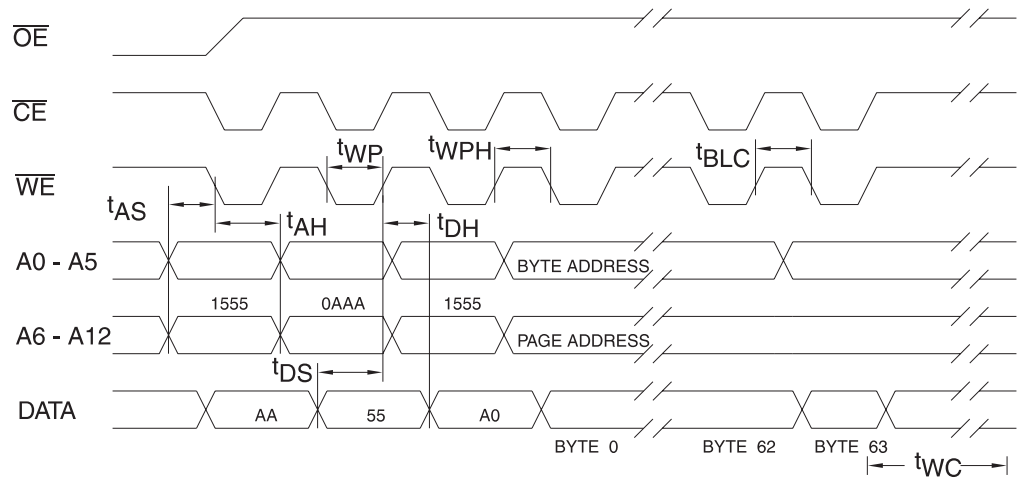 OE
CE
tWP
tWPH
tBLC
WE
tAS
tAH
tDH
A0 - A5
BYTE ADDRESS
1555
0AAA
1555
A6 - A12
PAGE ADDRESS
tDS
DATA
AA
55
A0
BYTE 0
BYTE 62
BYTE 63
tWC